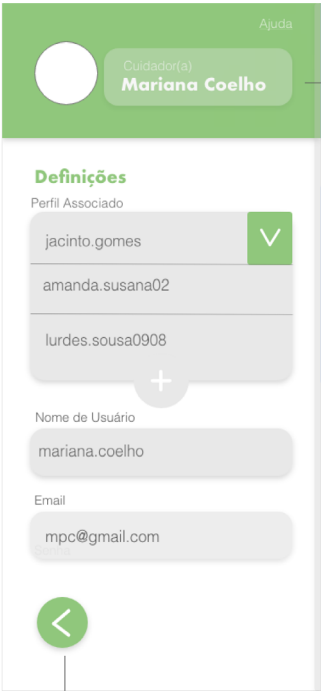 Ajuda
Cuidador(a)
Mariana Coelho
Definições
Perfil Associado
jacinto.gomes
amanda.susana02
lurdes.sousa0908
+
Nome de Usuário
mariana.coelho
Email
mpc@gmail.com